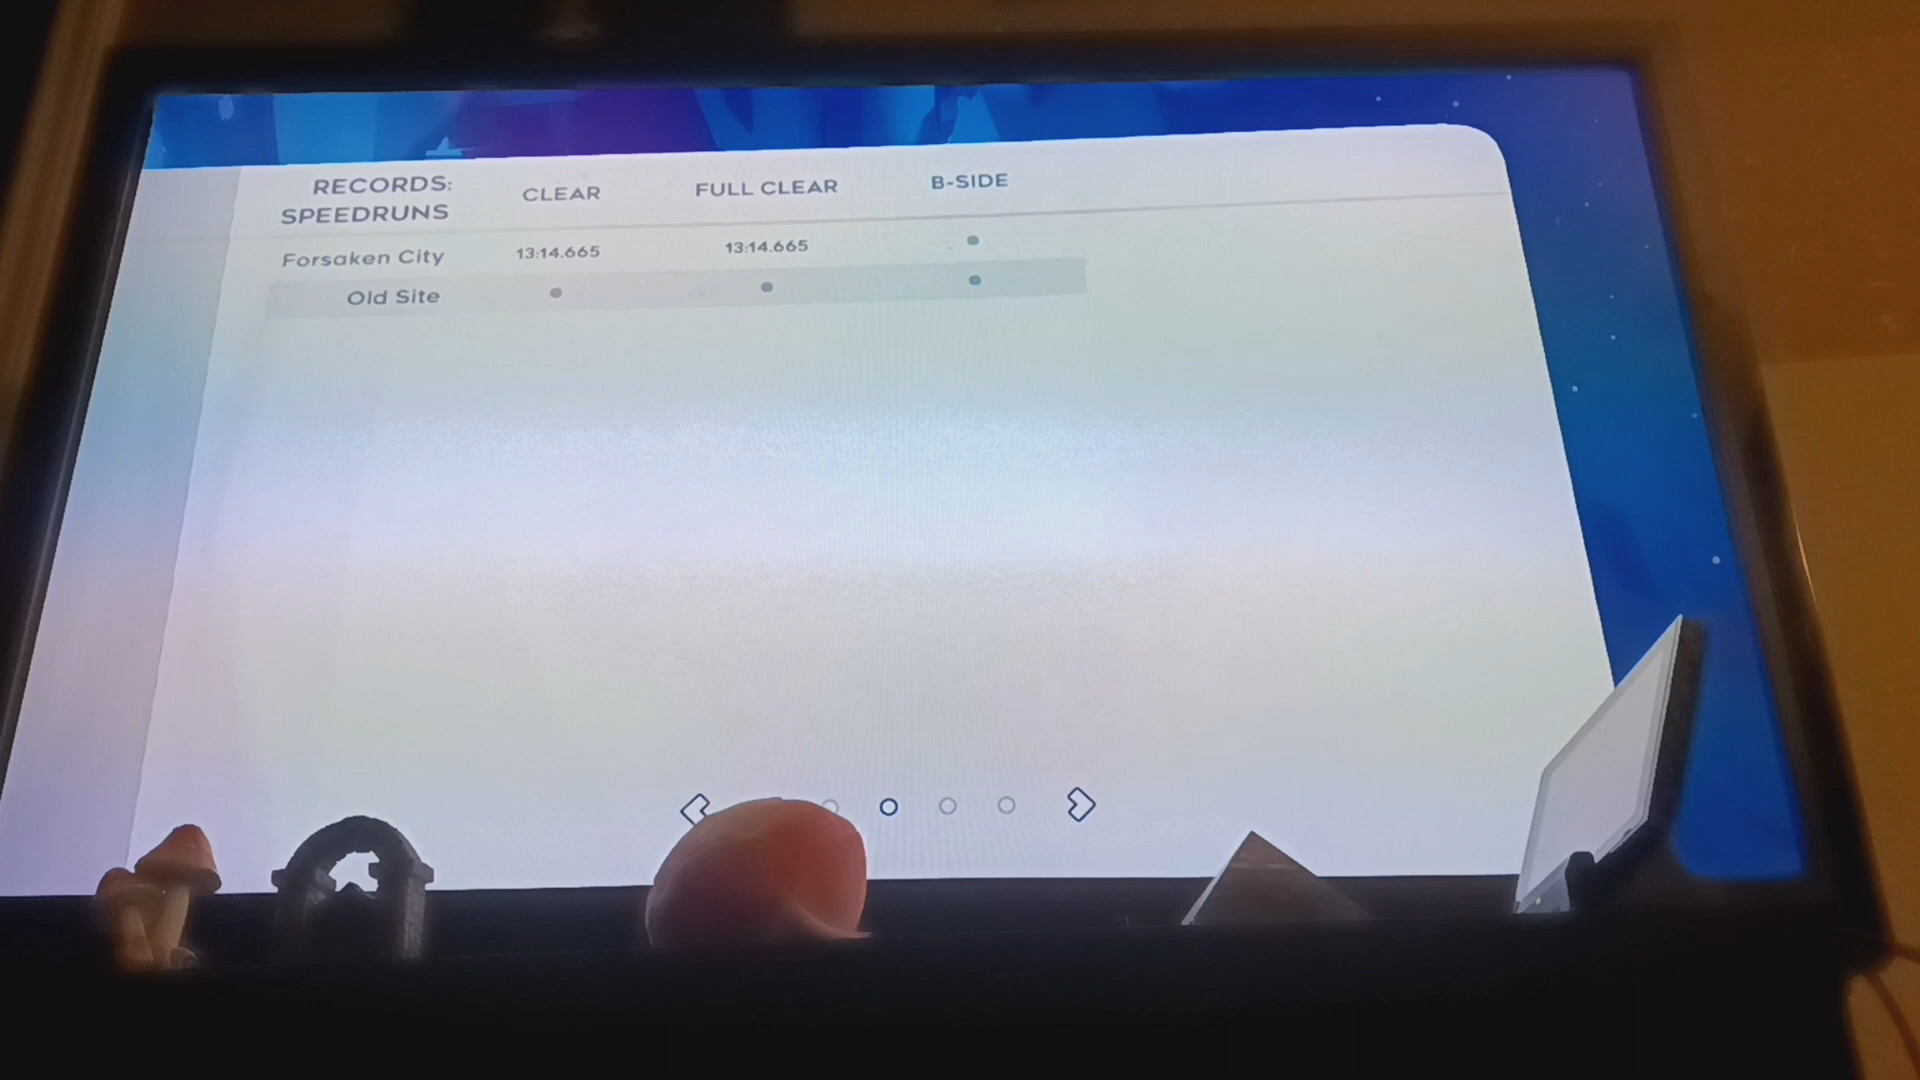 RECORDS:
SPEEDRUNS
CLEAR
FULL CLEAR
B-SIDE
Forsaken City
13:14.665
13:14.665
Old Site